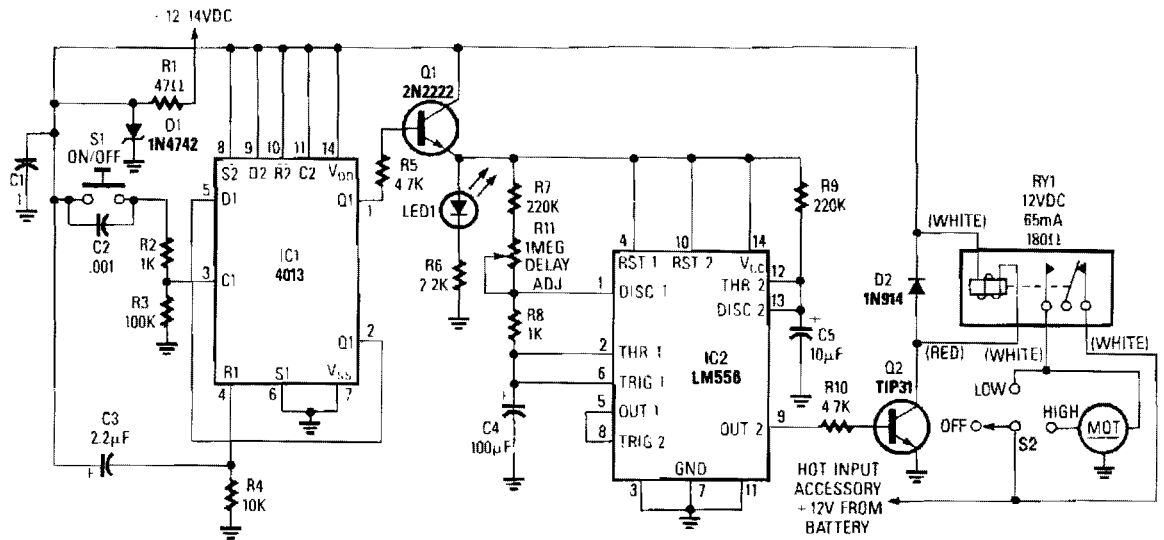 - 12 14VDC
R1
47Ω
D1
1N4742
S1
ON/OFF
C1
C2
.001
R2
1K
R3
100K
C3
2.2µF
+
R4
10K
8
9
10
11
14
S2
D2
R2
C2
VDD
5
D1
Q1
1
IC1
4013
3
C1
Q1
2
R1
S1
VSS
4
6
7
Q1
2N2222
R5
4.7K
LED1
R6
2.2K
R7
220K
R11
1MEG
DELAY
ADJ
R8
1K
+
C4
100µF
4
10
14
RST 1
RST 2
VCC
12
THR 2
1
DISC 1
13
DISC 2
2
THR 1
IC2
LM556
6
TRIG 1
5
OUT 1
8
TRIG 2
OUT 2
9
GND
3
7
11
R9
220K
+
C5
10µF
R10
4.7K
Q2
TIP31
D2
1N914
RY1
12VDC
65mA
180Ω
(WHITE)
(RED)
(WHITE)
(WHITE)
LOW
OFF
HIGH
S2
MOT
HOT INPUT
ACCESSORY
+12V FROM
BATTERY